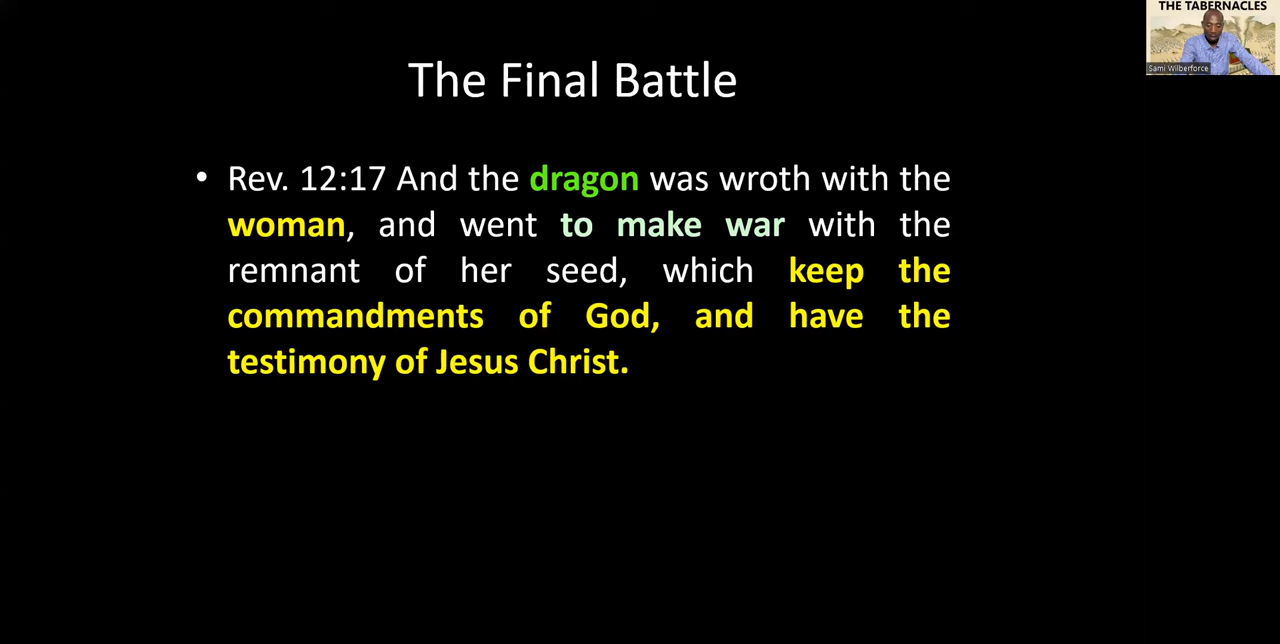 THE TABERNACLES
Sami Wilberforce
The Final Battle
• Rev. 12:17 And the dragon was wroth with the
woman, and went to make war with the
remnant of her seed, which keep the
commandments of God, and have the
testimony of Jesus Christ.